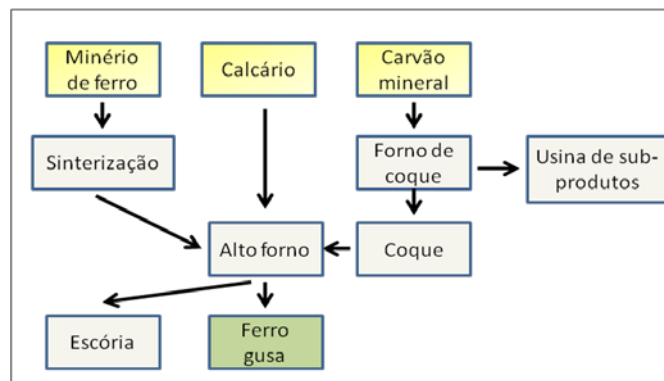 Minério
de ferro
Calcário
Carvão
mineral
Sinterização
Forno de
coque
Usina de sub-
produtos
Alto forno
Coque
Escória
Ferro
gusa